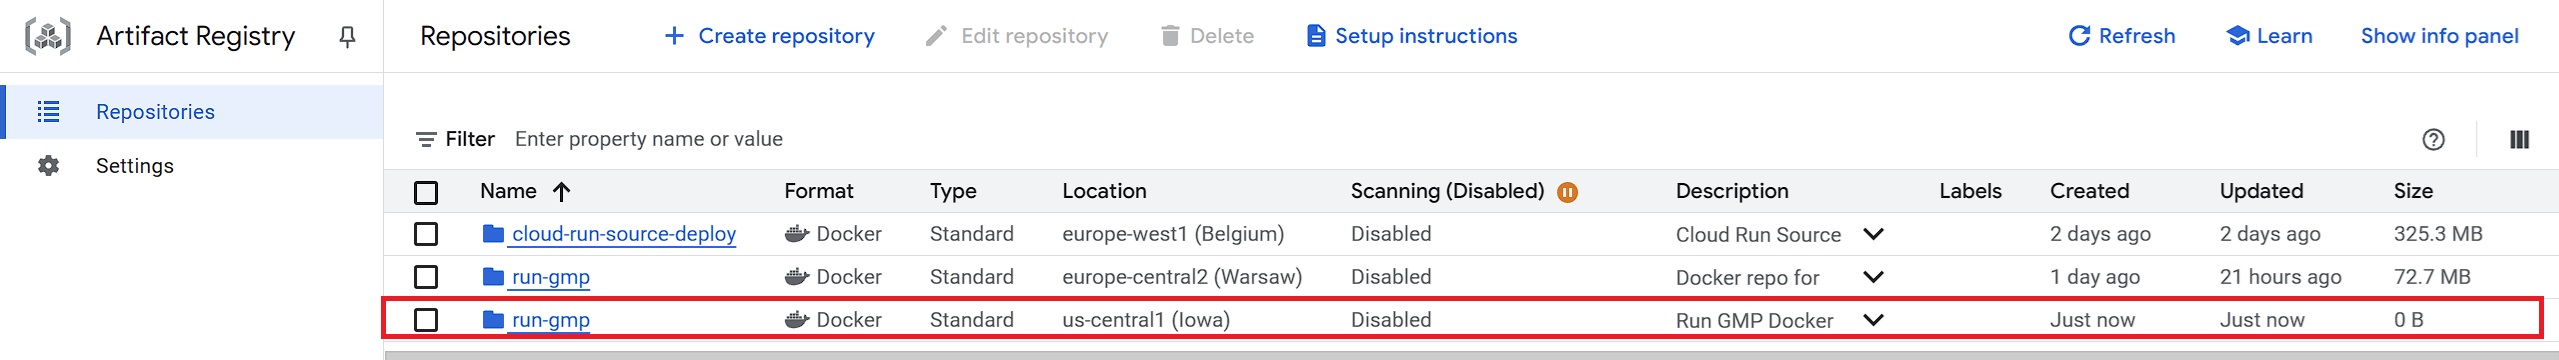 Artifact Registry
Repositories
Create repository
Edit repository
Delete
Setup instructions
Refresh
Learn
Show info panel
Repositories
Settings
Filter Enter property name or value
Name Format Type Location Scanning (Disabled) Description Labels Created Updated Size
cloud-run-source-deploy Docker Standard europe-west1 (Belgium) Disabled Cloud Run Source 2 days ago 2 days ago 325.3 MB
run-gmp Docker Standard europe-central2 (Warsaw) Disabled Docker repo for 1 day ago 21 hours ago 72.7 MB
run-gmp Docker Standard us-central1 (Iowa) Disabled Run GMP Docker Just now Just now 0 B